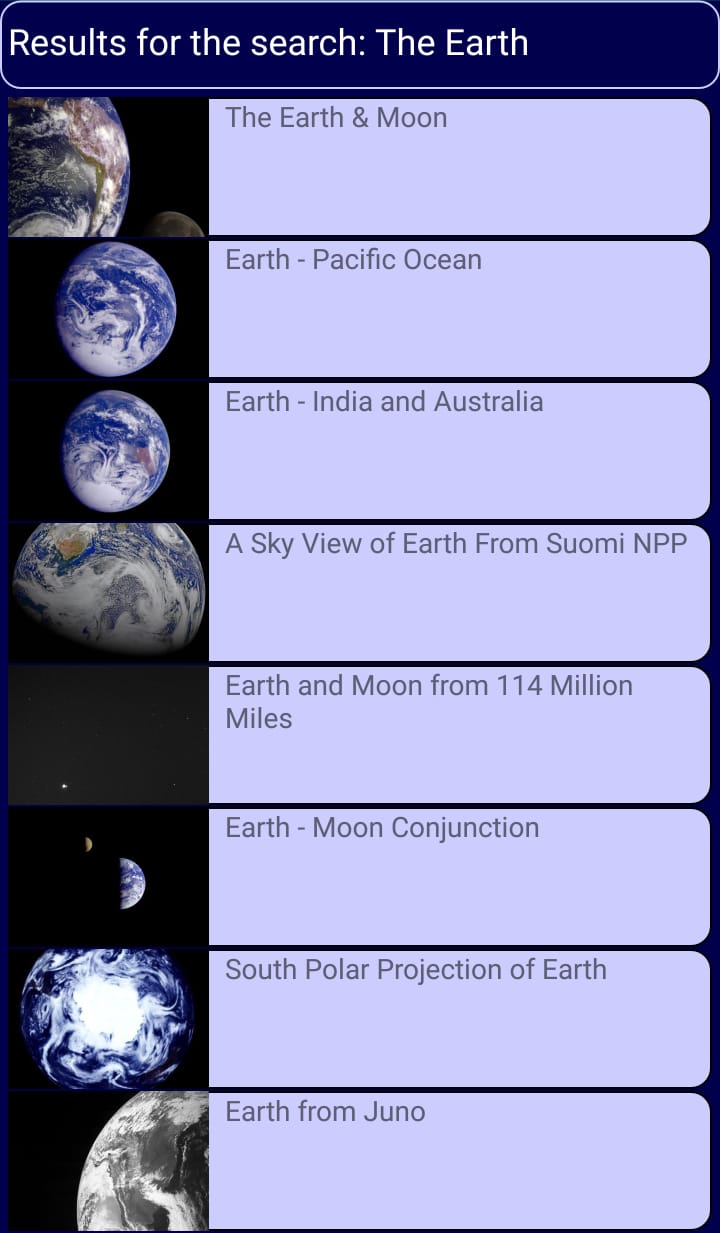 Results for the search: The Earth
The Earth & Moon
Earth - Pacific Ocean
Earth - India and Australia
A Sky View of Earth From Suomi NPP
Earth and Moon from 114 Million
Miles
Earth - Moon Conjunction
South Polar Projection of Earth
Earth from Juno